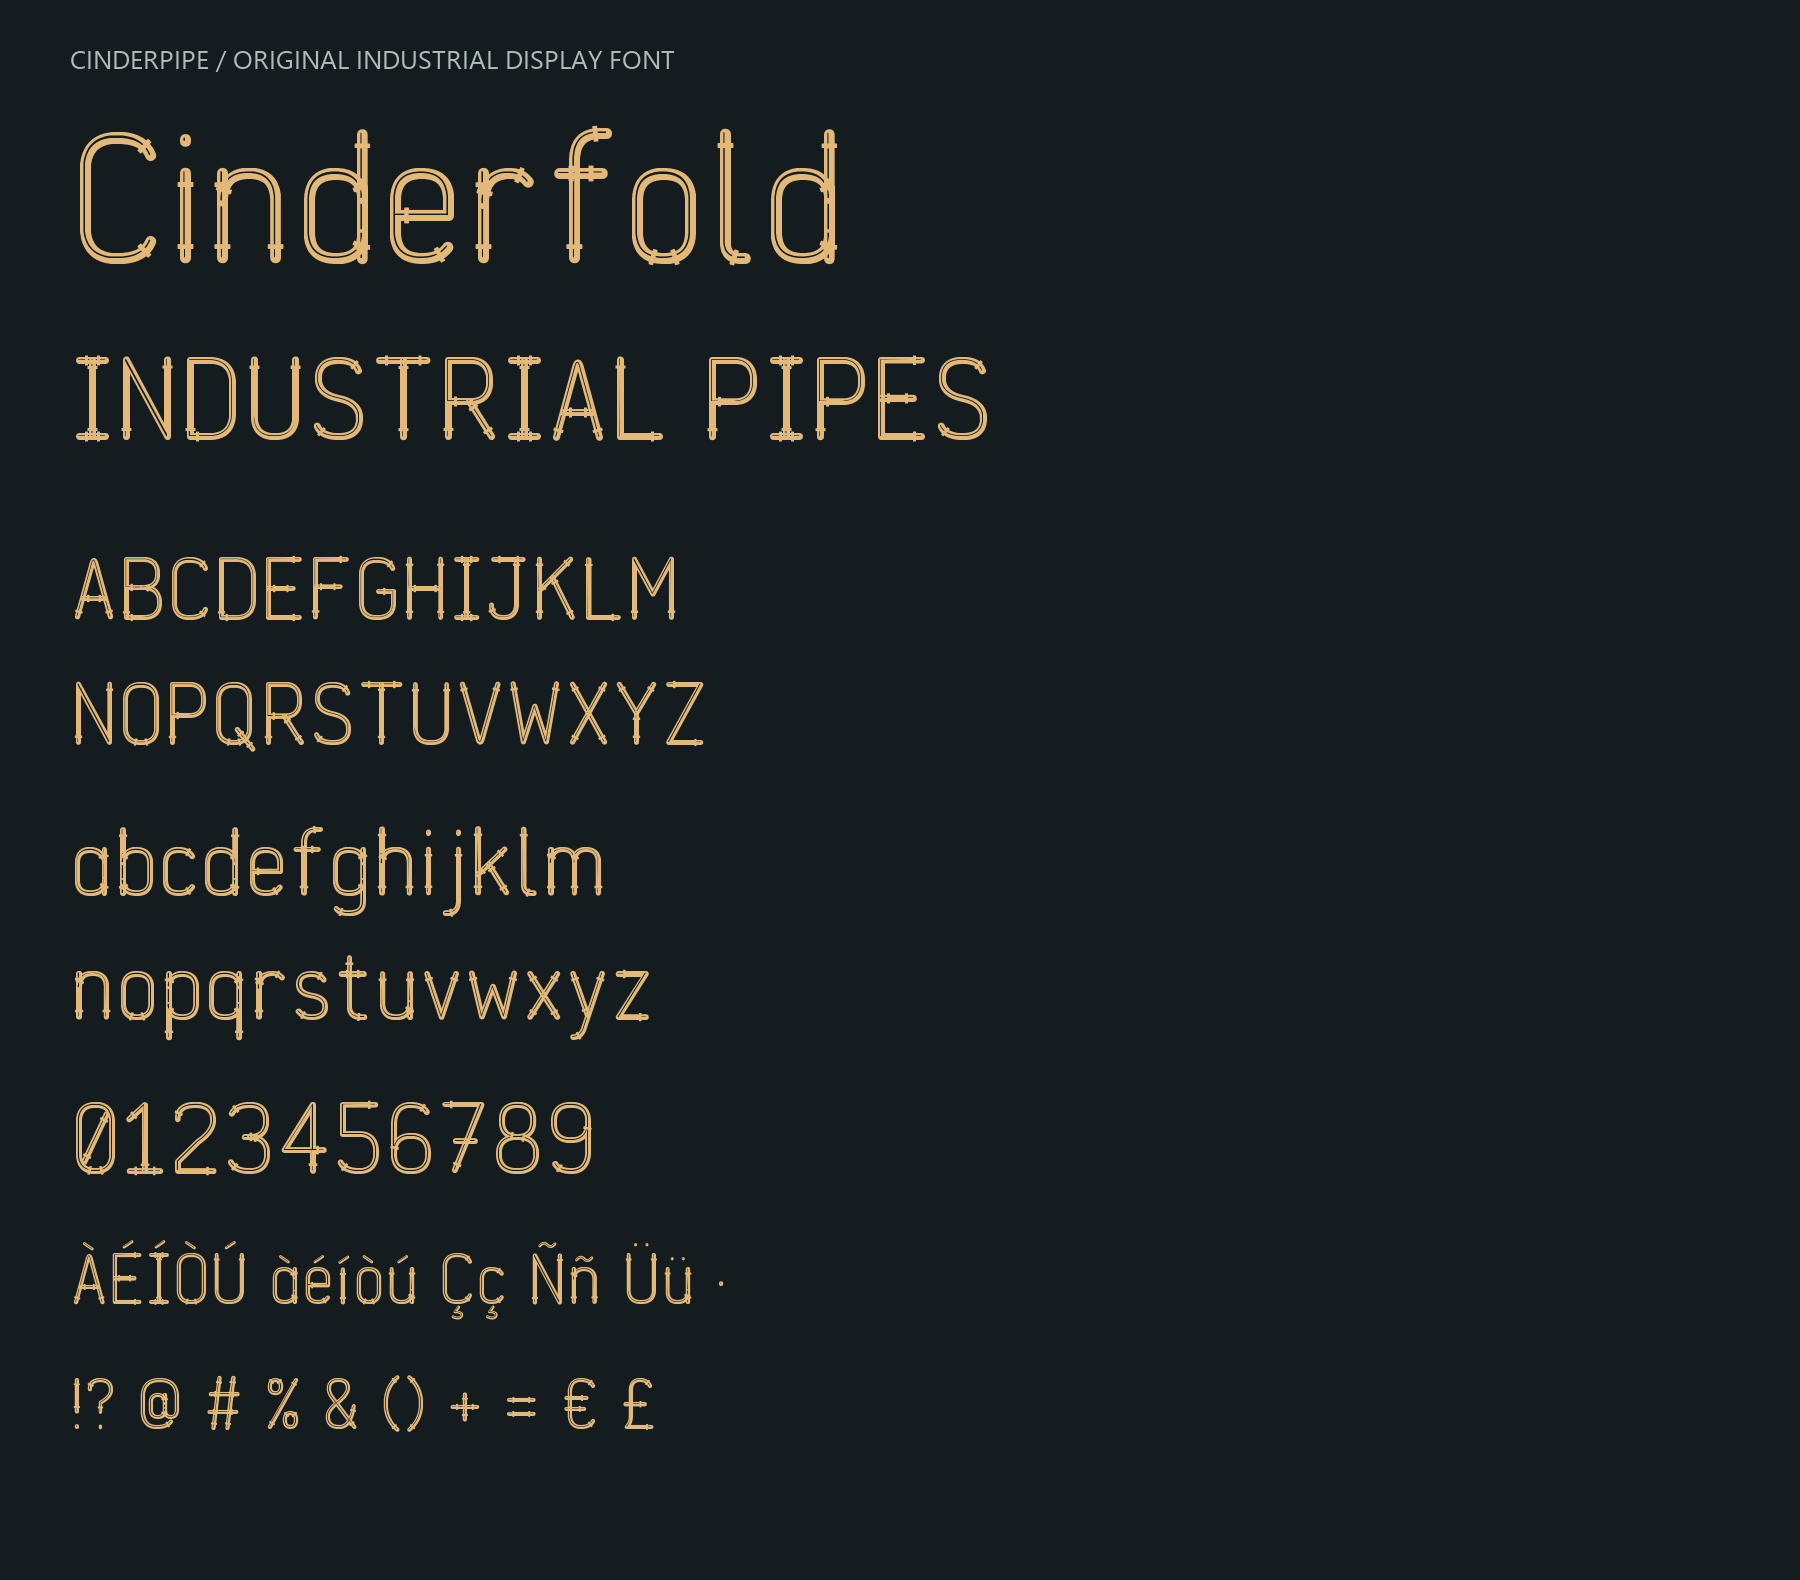 CINDERPIPE / ORIGINAL INDUSTRIAL DISPLAY FONT
Cinderfold
INDUSTRIAL PIPES
ABCDEFGHIJKLM
NOPQRSTUVWXYZ
abcdefghijklm
nopqrstuvwxyz
0123456789
ÀÉÍÒÚ àéíòú Çç Ññ Üü ·
!? @ # % & () + = € £